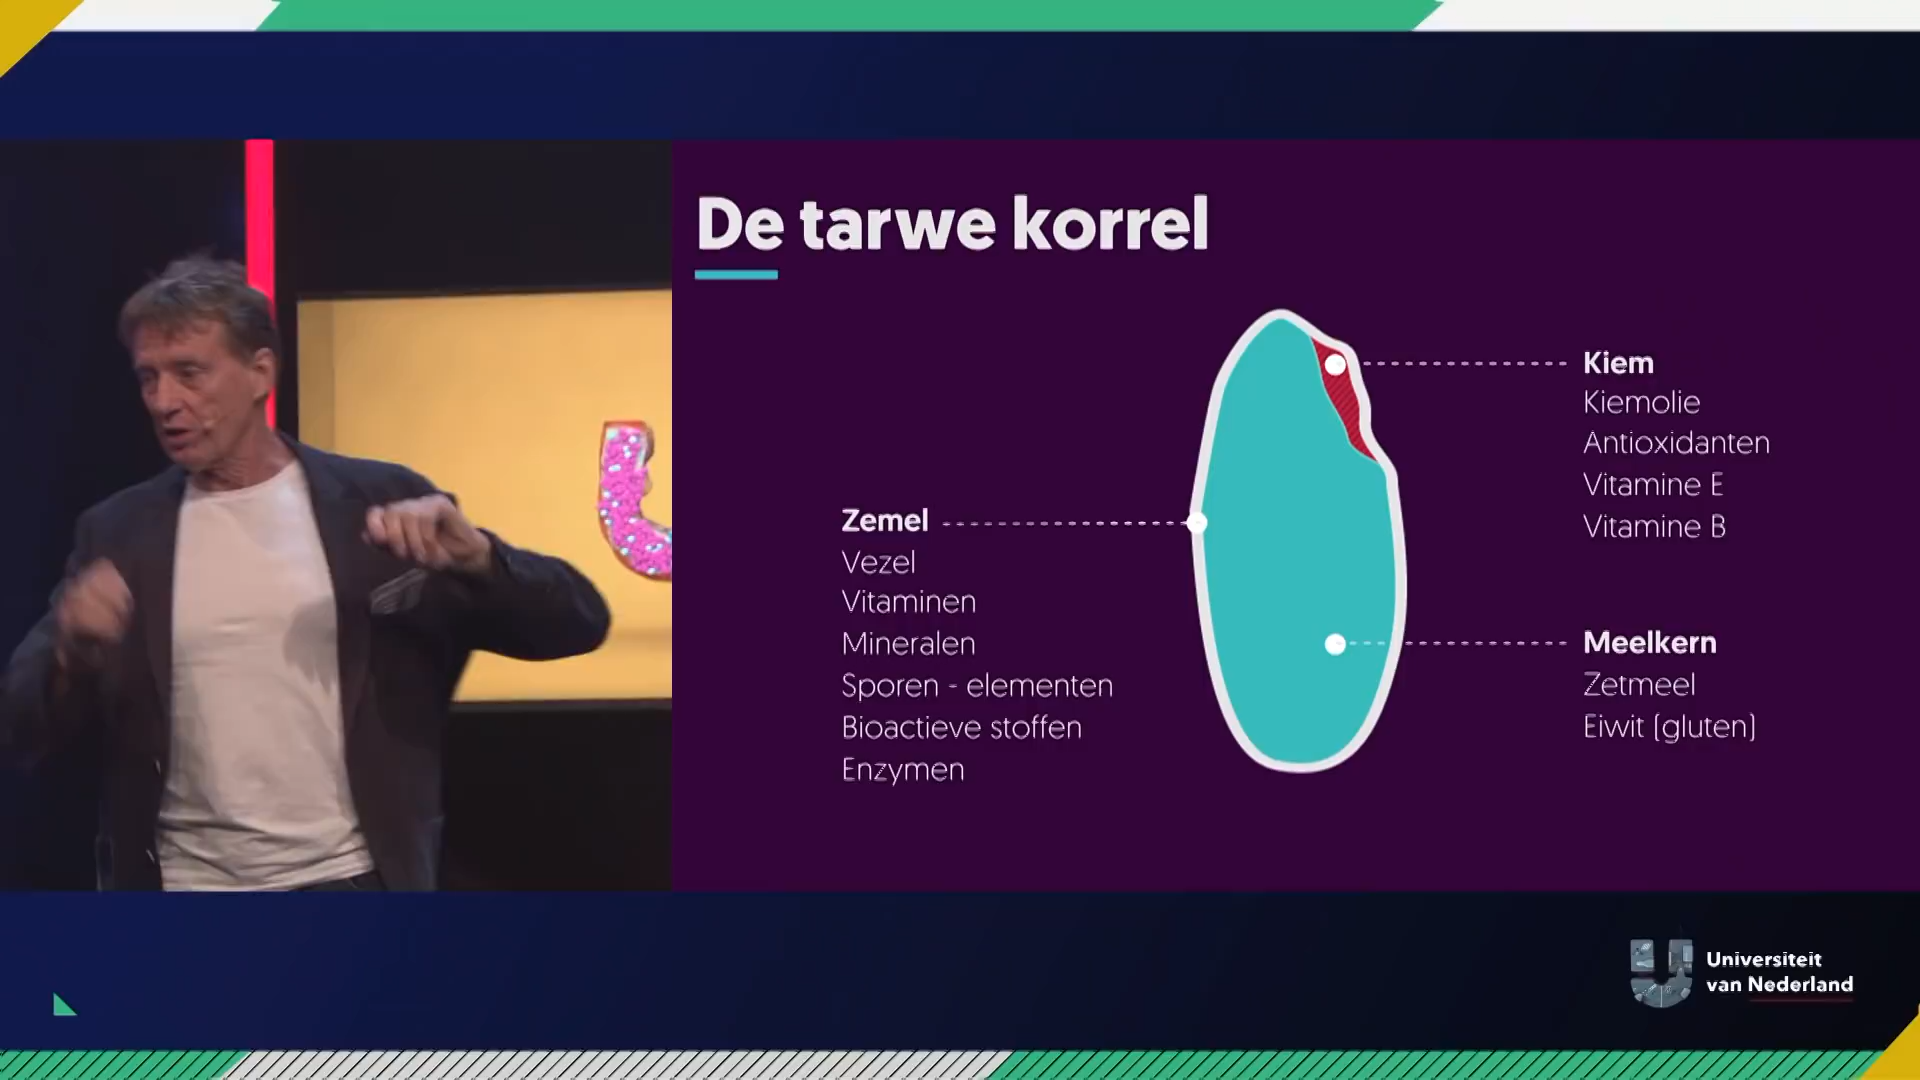 De tarwe korrel
Zemel
Vezel
Vitaminen
Mineralen
Sporen - elementen
Bioactieve stoffen
Enzymen
Kiem
Kiemolie
Antioxidanten
Vitamine E
Vitamine B
Meelkern
Zetmeel
Eiwit (gluten)
Universiteit
van Nederland